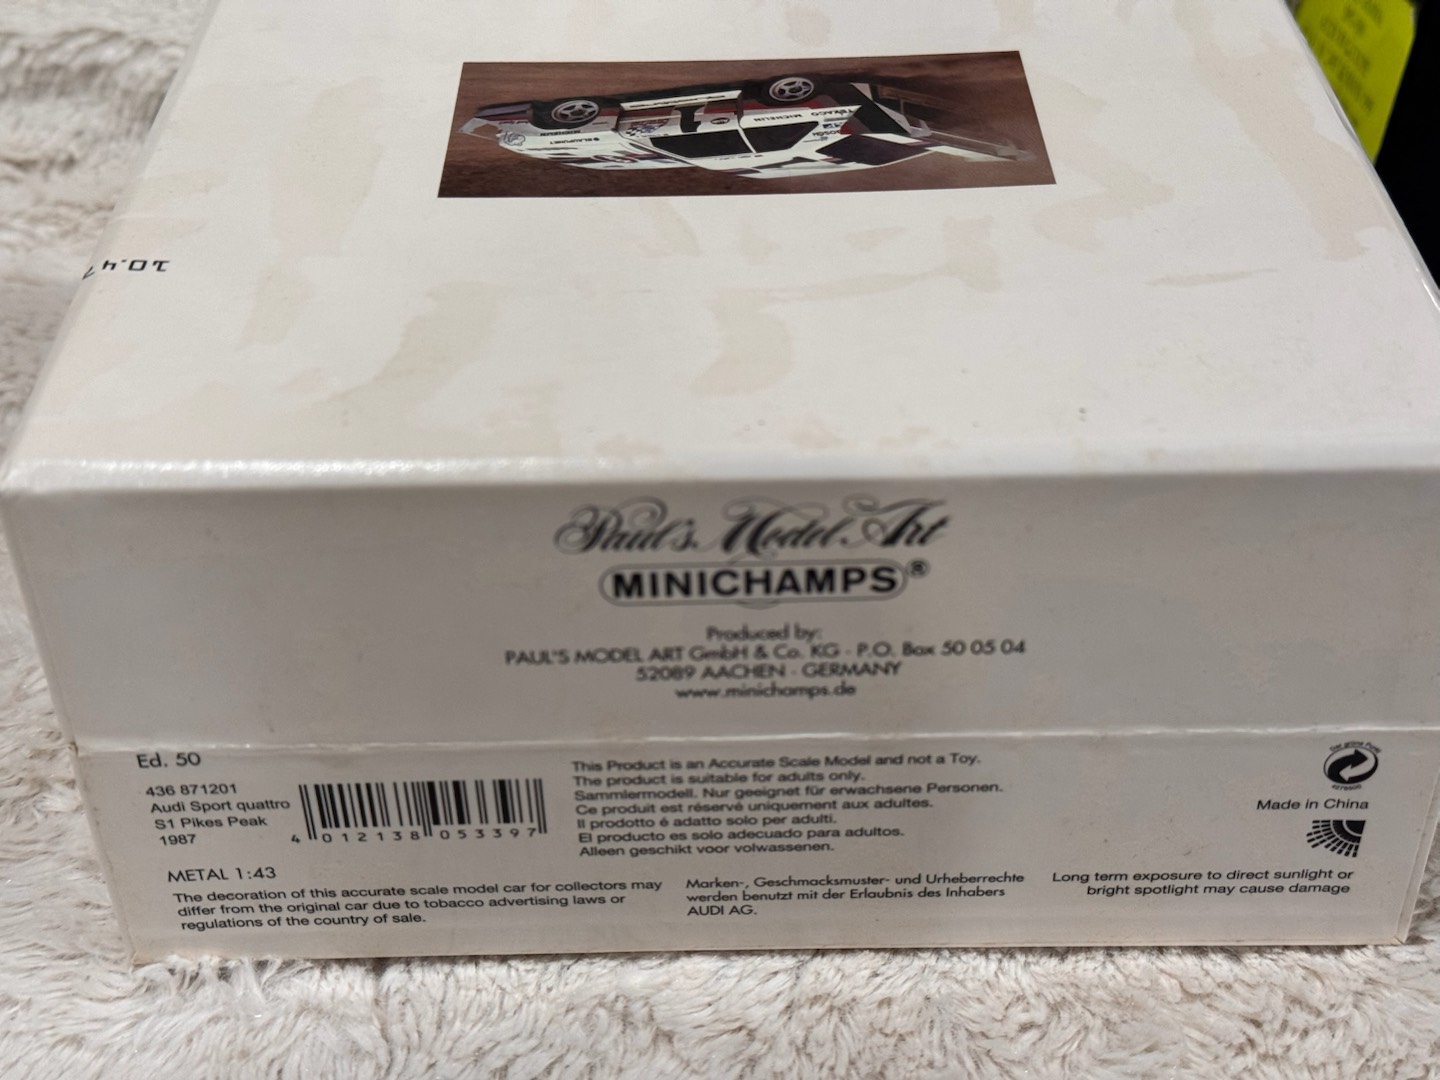 TEXACO MICHELIN
BOSCH
BLAUPUNKT
Paul's Model Art
MINICHAMPS®
Produced by:
PAUL'S MODEL ART GmbH & Co. KG - P.O. Box 50 05 04
52089 AACHEN - GERMANY
www.minichamps.de
Ed. 50
436 871201
Audi Sport quattro
S1 Pikes Peak
1987
4 012138 053397
METAL 1:43
The decoration of this accurate scale model car for collectors may
differ from the original car due to tobacco advertising laws or
regulations of the country of sale.
This Product is an Accurate Scale Model and not a Toy.
The product is suitable for adults only.
Sammlermodell. Nur geeignet für erwachsene Personen.
Ce produit est réservé uniquement aux adultes.
Il prodotto é adatto solo per adulti.
El producto es solo adecuado para adultos.
Alleen geschikt voor volwassenen.
Marken-, Geschmacksmuster- und Urheberrechte
werden benutzt mit der Erlaubnis des Inhabers
AUDI AG.
Der Grüne Punkt
Made in China
Long term exposure to direct sunlight or
bright spotlight may cause damage